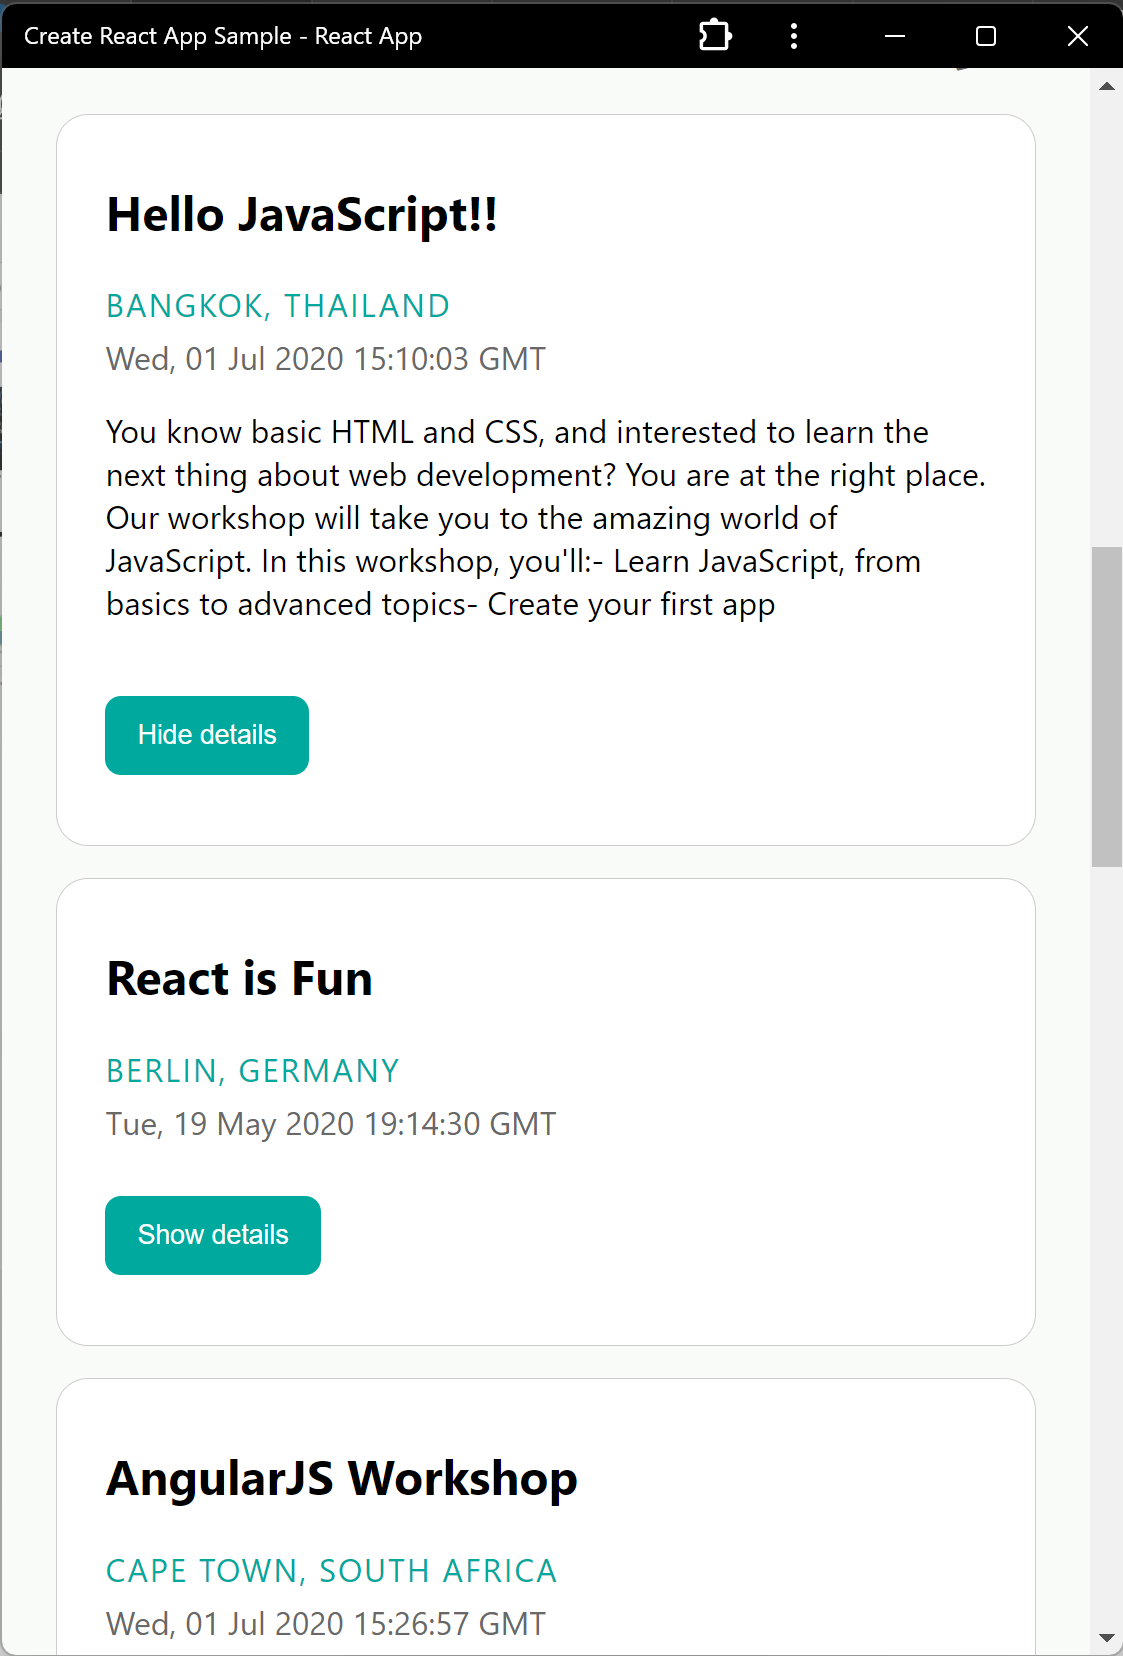 Create React App Sample - React App
Hello JavaScript!!
BANGKOK, THAILAND
Wed, 01 Jul 2020 15:10:03 GMT
You know basic HTML and CSS, and interested to learn the
next thing about web development? You are at the right place.
Our workshop will take you to the amazing world of
JavaScript. In this workshop, you'll:- Learn JavaScript, from
basics to advanced topics- Create your first app
Hide details
React is Fun
BERLIN, GERMANY
Tue, 19 May 2020 19:14:30 GMT
Show details
AngularJS Workshop
CAPE TOWN, SOUTH AFRICA
Wed, 01 Jul 2020 15:26:57 GMT